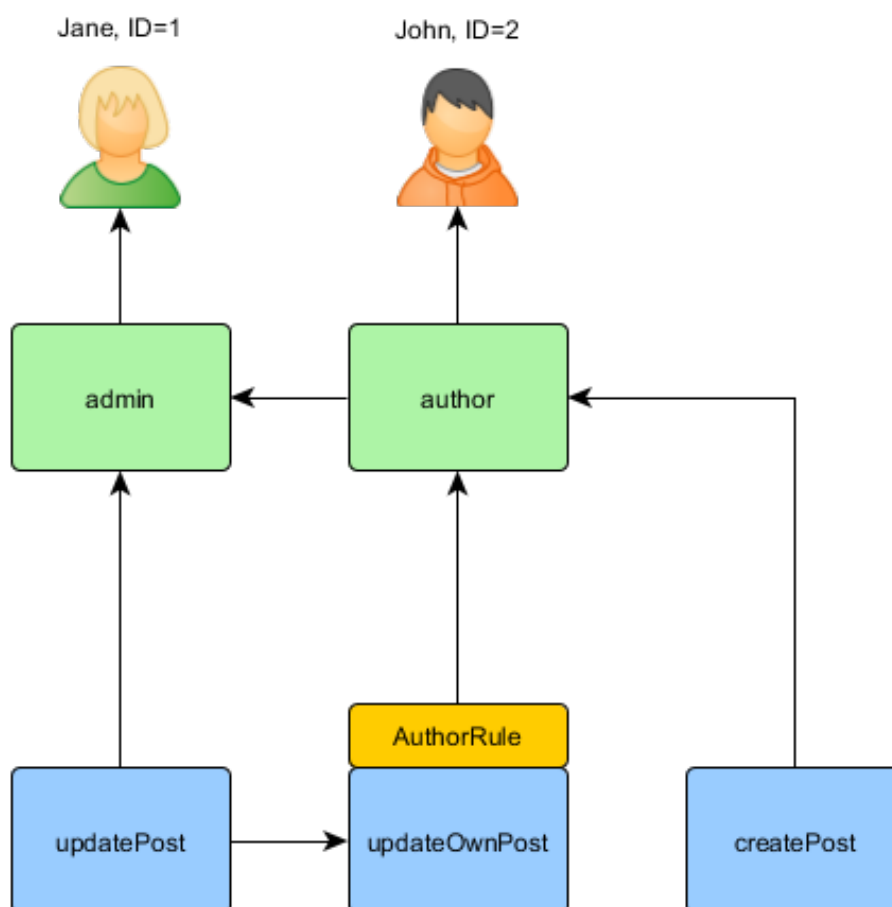 Jane, ID=1
John, ID=2
admin
author
AuthorRule
updatePost
updateOwnPost
createPost